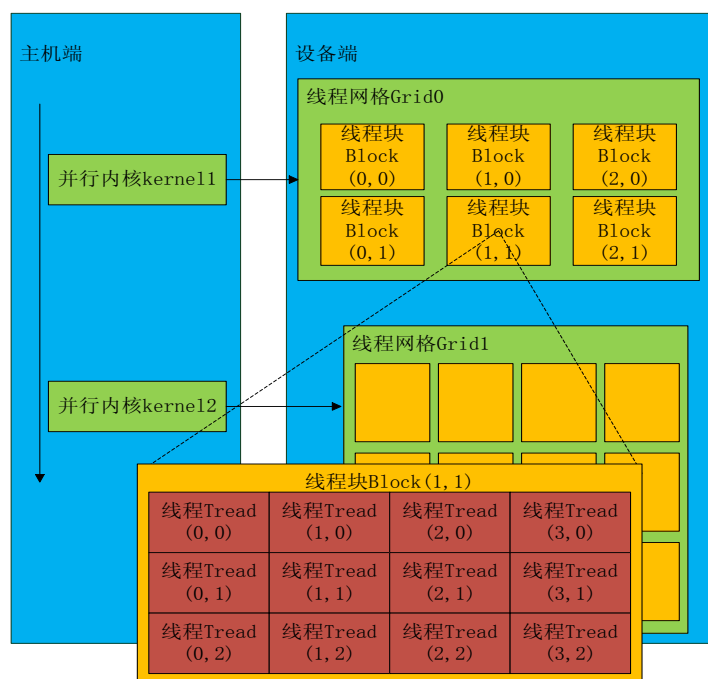 主机端
设备端
线程网格Grid0
线程块
Block
(0,0)
线程块
Block
(1,0)
线程块
Block
(2,0)
并行内核kernel1
线程块
Block
(0,1)
线程块
Block
(1,1)
线程块
Block
(2,1)
线程网格Grid1
并行内核kernel2
线程块Block(1,1)
线程Tread
(0,0)
线程Tread
(1,0)
线程Tread
(2,0)
线程Tread
(3,0)
线程Tread
(0,1)
线程Tread
(1,1)
线程Tread
(2,1)
线程Tread
(3,1)
线程Tread
(0,2)
线程Tread
(1,2)
线程Tread
(2,2)
线程Tread
(3,2)